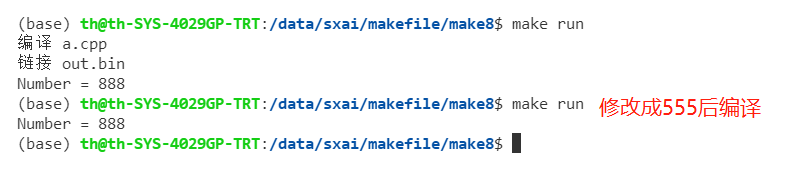 (base) th@th-SYS-4029GP-TRT:/data/sxai/makefile/make8$ make run
编译 a.cpp
链接 out.bin
Number = 888
(base) th@th-SYS-4029GP-TRT:/data/sxai/makefile/make8$ make run 修改成555后编译
Number = 888
(base) th@th-SYS-4029GP-TRT:/data/sxai/makefile/make8$